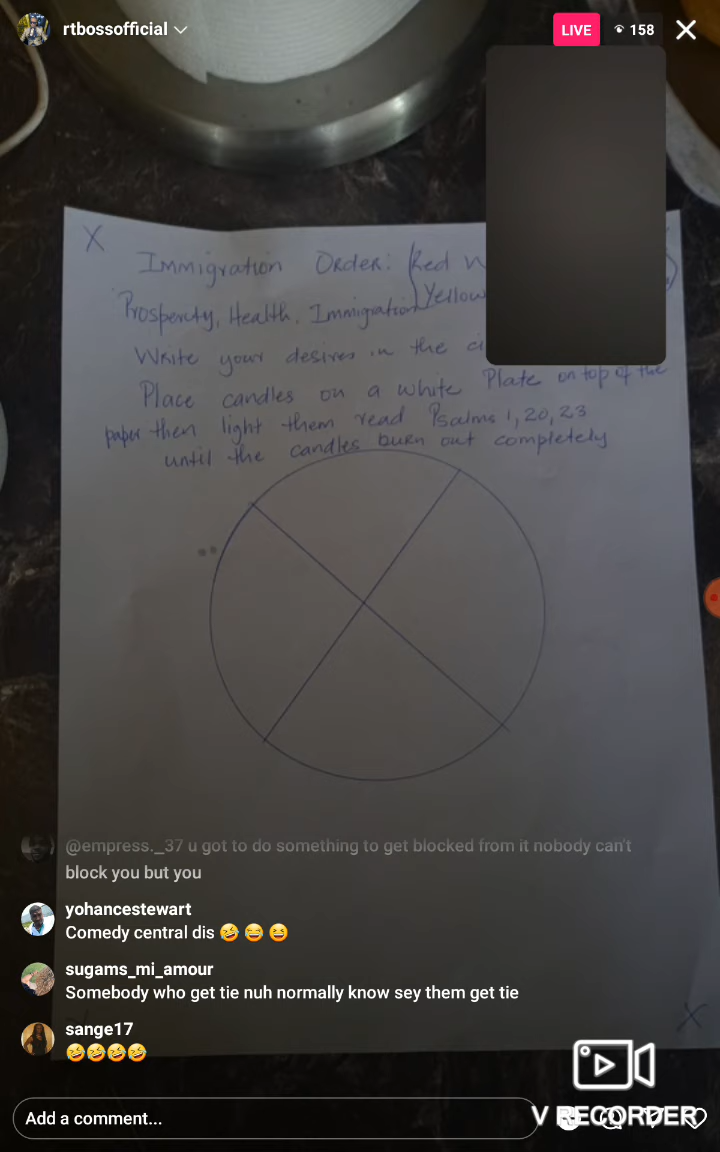 rtbossofficial
LIVE
158
X
Immigration Order: (Red
Prosperity, Health, Immigration Yellow
Write your desires in the
Place candles on a white Plate on top of the
paper then light them read Psalms 1, 20, 23
until the candles burn out completely
@empress._37 u got to do something to get blocked from it nobody can't
block you but you
yohancestewart
Comedy central dis 🤣 😂 😆
sugams_mi_amour
Somebody who get tie nuh normally know sey them get tie
sange17
🤣🤣🤣🤣
X
Add a comment...
V RECORDER